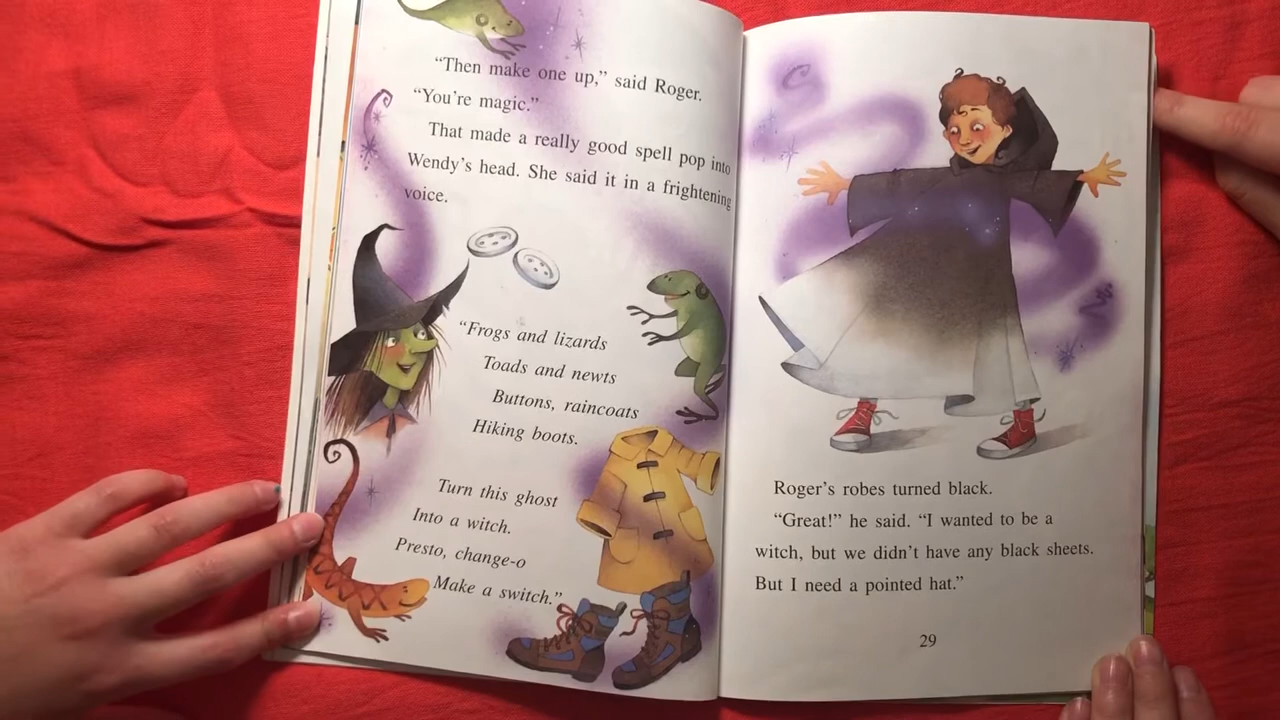 “Then make one up,” said Roger.
“You’re magic.”
That made a really good spell pop into
Wendy’s head. She said it in a frightening
voice.
“Frogs and lizards
Toads and newts
Buttons, raincoats
Hiking boots.
Turn this ghost
Into a witch.
Presto, change-o
Make a switch.”
Roger’s robes turned black.
“Great!” he said. “I wanted to be a
witch, but we didn’t have any black sheets.
But I need a pointed hat.”
29